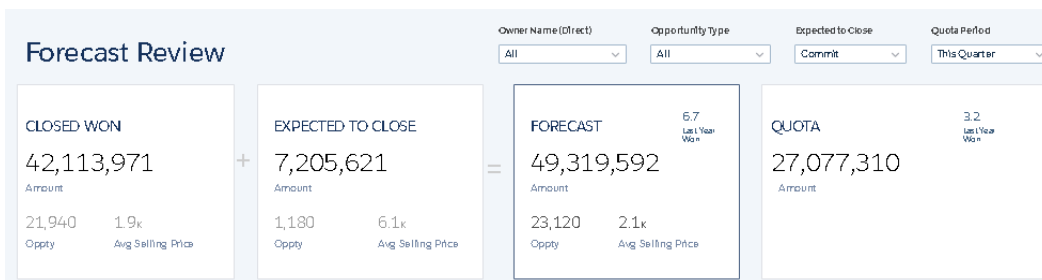 Forecast Review
Owner Name (Direct)
All
Opportunity Type
All
Expected to Close
Commit
Quota Period
This Quarter
CLOSED WON
42,113,971
Amount
21,940
Oppty
1.9K
Avg Selling Price
+
EXPECTED TO CLOSE
7,205,621
Amount
1,180
Oppty
6.1K
Avg Selling Price
=
FORECAST
6.7
Last Year
Won
49,319,592
Amount
23,120
Oppty
2.1K
Avg Selling Price
QUOTA
3.2
Last Year
Won
27,077,310
Amount